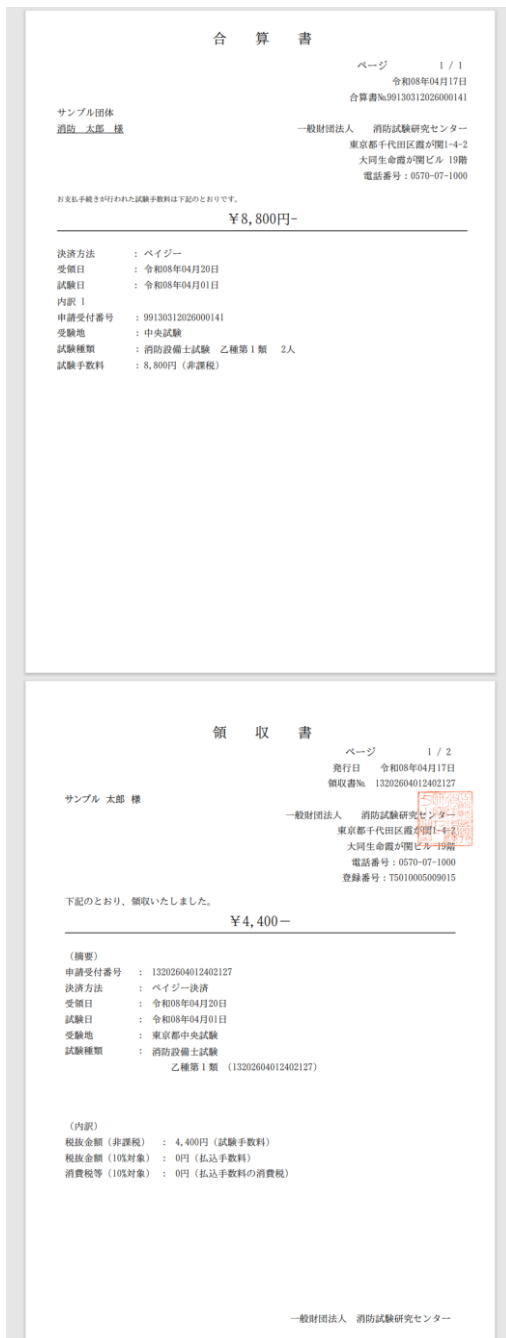 合 算 書
ページ 1 / 1
令和08年04月17日
合算書№99130312026000141
サンプル団体
消防 太郎 様
一般財団法人 消防試験研究センター
東京都千代田区霞が関1-4-2
大同生命霞が関ビル 19階
電話番号：0570-07-1000
お支払手続きが行われた試験手数料は下記のとおりです。
￥8,800円-
決済方法 ： ペイジー
受領日 ： 令和08年04月20日
試験日 ： 令和08年04月01日
内訳 1
申請受付番号 ：99130312026000141
受験地 ：中央試験
試験種類 ：消防設備士試験 乙種第１類 2人
試験手数料 ：8,800円（非課税）
領 収 書
ページ 1 / 2
発行日 令和08年04月17日
領収書№ 13202604012402127
サンプル 太郎 様
一般財団法人 消防試験研究センター
東京都千代田区霞が関1-4-2
大同生命霞が関ビル 19階
電話番号：0570-07-1000
登録番号：T5010005009015
下記のとおり、領収いたしました。
￥4,400－
（摘要）
申請受付番号 ： 13202604012402127
決済方法 ： ペイジー決済
受領日 ： 令和08年04月20日
試験日 ： 令和08年04月01日
受験地 ： 東京都中央試験
試験種類 ： 消防設備士試験
乙種第１類 （13202604012402127）
（内訳）
税抜金額（非課税） ： 4,400円（試験手数料）
税抜金額（10%対象） ： 0円（払込手数料）
消費税等（10%対象） ： 0円（払込手数料の消費税）
一般財団法人 消防試験研究センター